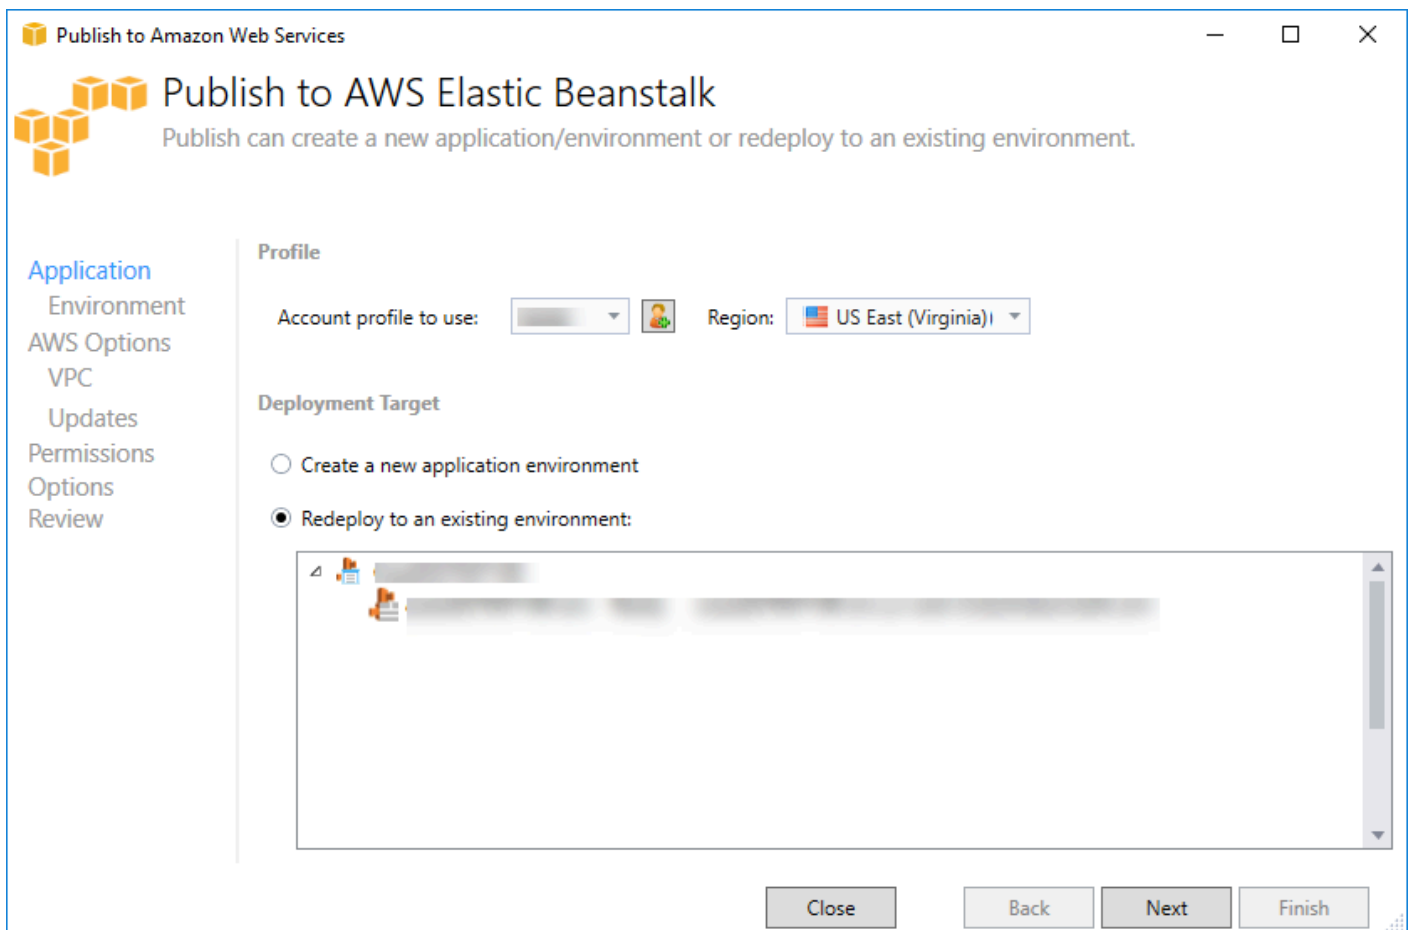 Publish to Amazon Web Services
Publish to AWS Elastic Beanstalk
Publish can create a new application/environment or redeploy to an existing environment.
Application
Environment
AWS Options
VPC
Updates
Permissions
Options
Review
Profile
Account profile to use:
Region: US East (Virginia)
Deployment Target
Create a new application environment
Redeploy to an existing environment:
Close Back Next Finish